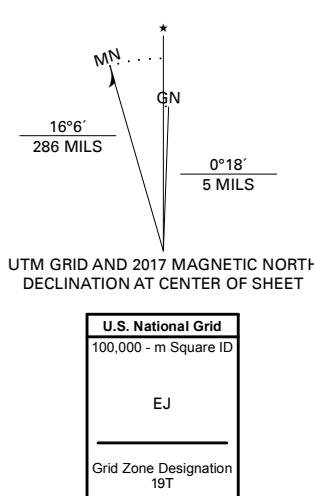 ★
MN
GN
16°6´
286 MILS
0°18´
5 MILS
UTM GRID AND 2017 MAGNETIC NORTH
DECLINATION AT CENTER OF SHEET
U.S. National Grid
100,000 - m Square ID
EJ
Grid Zone Designation
19T